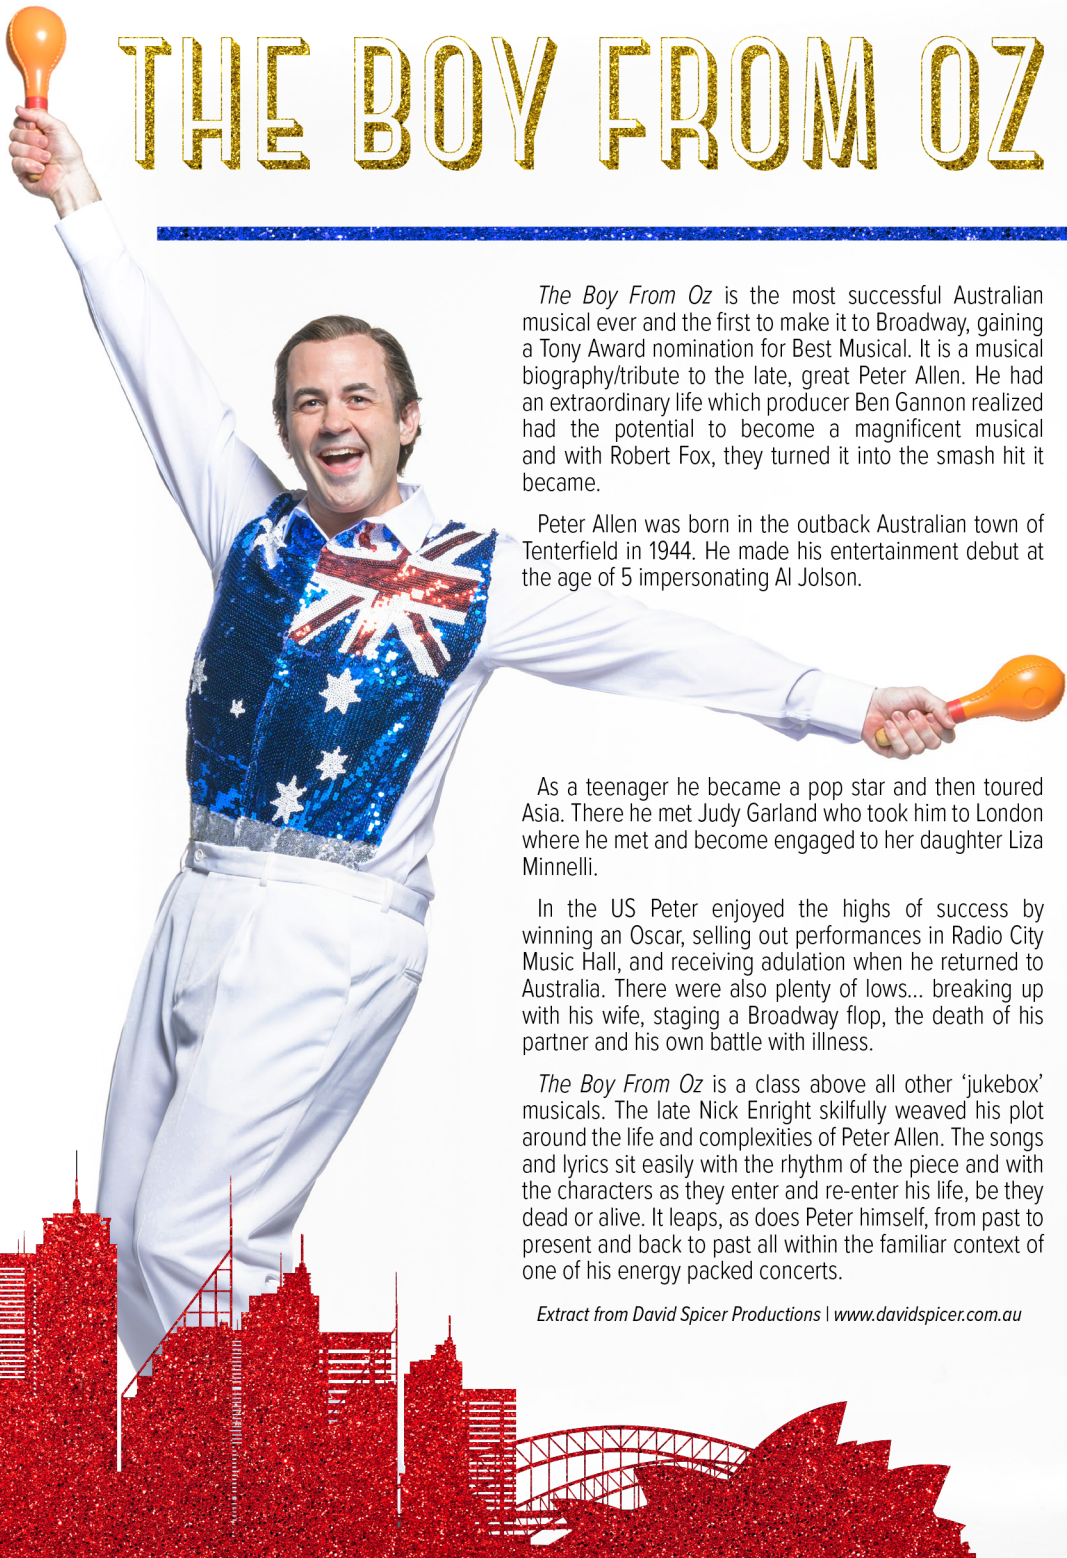 THE BOY FROM OZ
The Boy From Oz is the most successful Australian
musical ever and the first to make it to Broadway, gaining
a Tony Award nomination for Best Musical. It is a musical
biography/tribute to the late, great Peter Allen. He had
an extraordinary life which producer Ben Gannon realized
had the potential to become a magnificent musical
and with Robert Fox, they turned it into the smash hit it
became.
Peter Allen was born in the outback Australian town of
Tenterfield in 1944. He made his entertainment debut at
the age of 5 impersonating Al Jolson.
As a teenager he became a pop star and then toured
Asia. There he met Judy Garland who took him to London
where he met and become engaged to her daughter Liza
Minnelli.
In the US Peter enjoyed the highs of success by
winning an Oscar, selling out performances in Radio City
Music Hall, and receiving adulation when he returned to
Australia. There were also plenty of lows... breaking up
with his wife, staging a Broadway flop, the death of his
partner and his own battle with illness.
The Boy From Oz is a class above all other ‘jukebox’
musicals. The late Nick Enright skilfully weaved his plot
around the life and complexities of Peter Allen. The songs
and lyrics sit easily with the rhythm of the piece and with
the characters as they enter and re-enter his life, be they
dead or alive. It leaps, as does Peter himself, from past to
present and back to past all within the familiar context of
one of his energy packed concerts.
Extract from David Spicer Productions | www.davidspicer.com.au